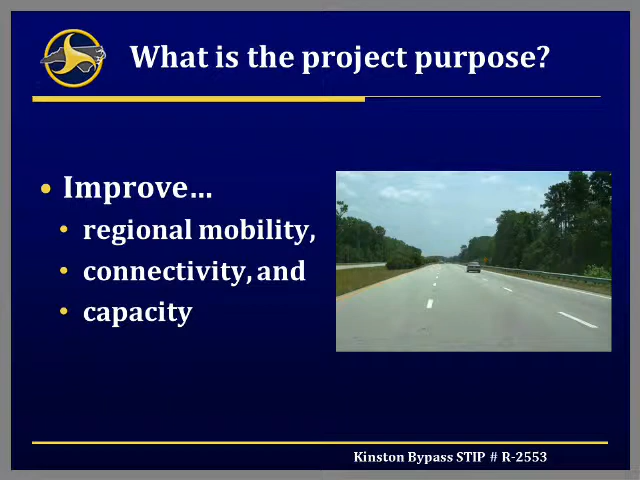 What is the project purpose?
• Improve…
• regional mobility,
• connectivity, and
• capacity
Kinston Bypass STIP # R-2553